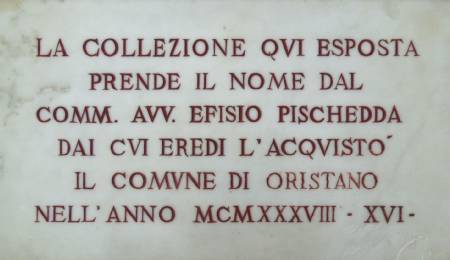 LA COLLEZIONE QVI ESPOSTA
PRENDE IL NOME DAL
COMM. AVV. EFISIO PISCHEDDA
DAI CVI EREDI L'ACQVISTO´
IL COMVNE DI ORISTANO
NELL'ANNO MCMXXXVIII - XVI -